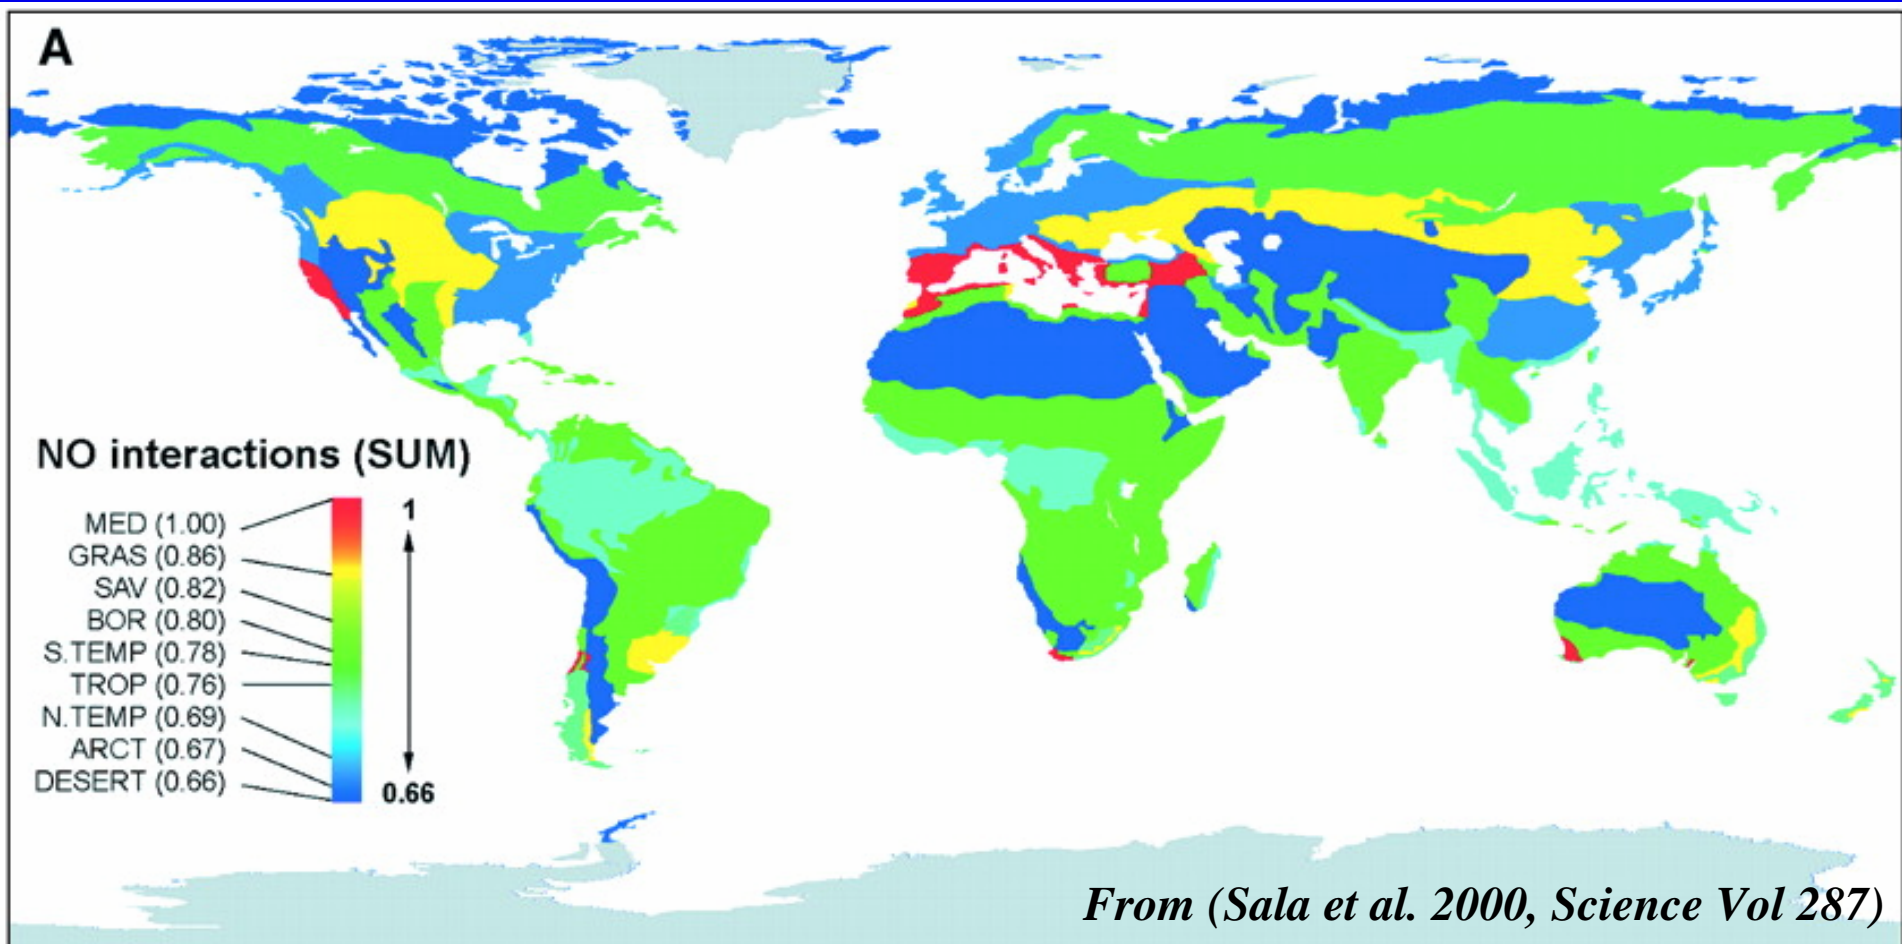 A
NO interactions (SUM)
MED (1.00)
GRAS (0.86)
SAV (0.82)
BOR (0.80)
S.TEMP (0.78)
TROP (0.76)
N.TEMP (0.69)
ARCT (0.67)
DESERT (0.66)
1
0.66
From (Sala et al. 2000, Science Vol 287)